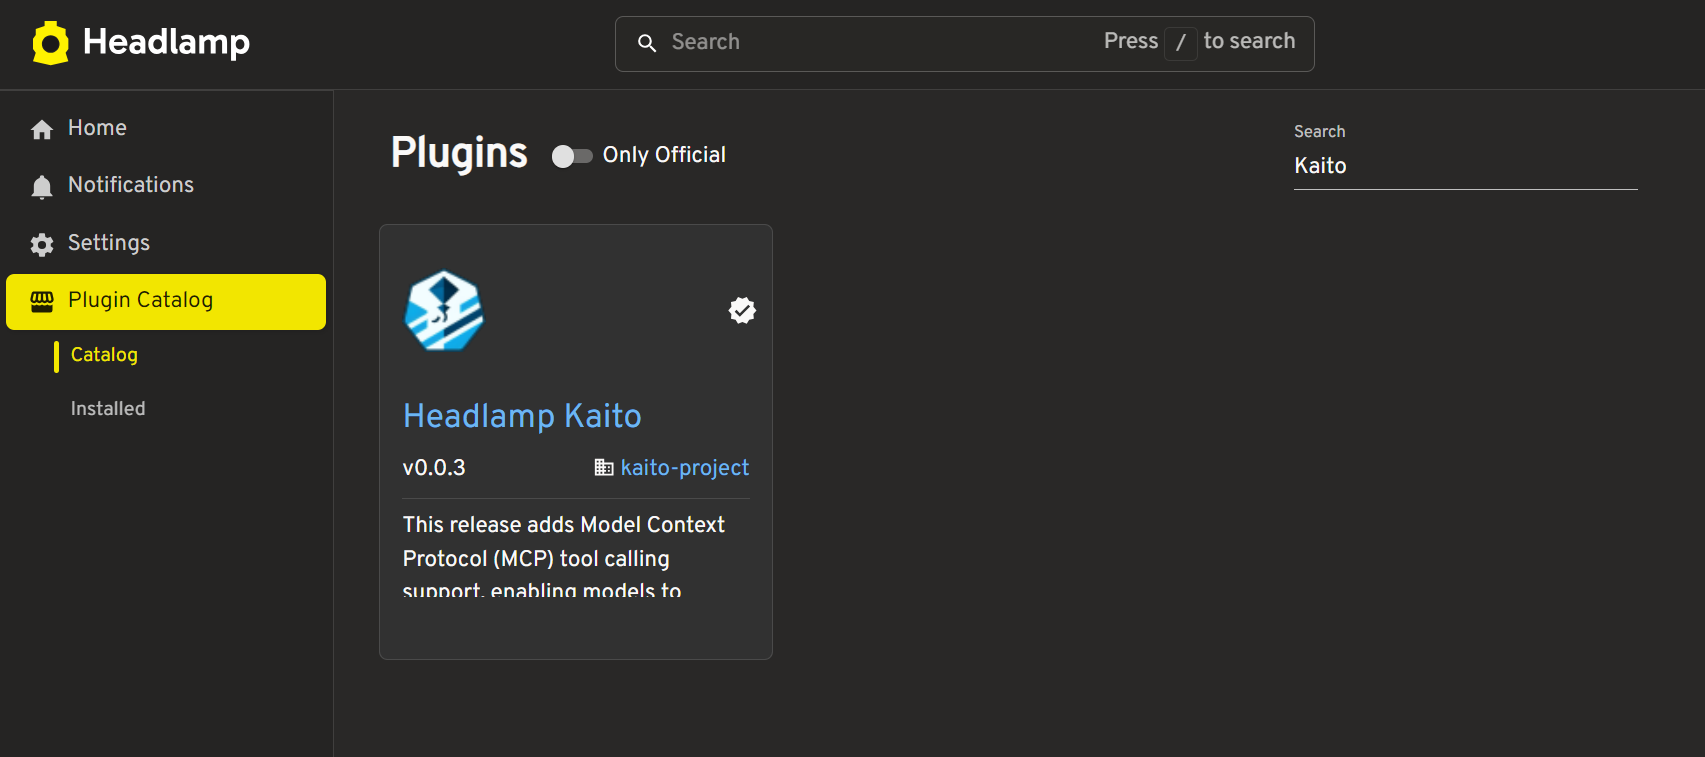 Headlamp
Search
Press / to search
Home
Notifications
Settings
Plugin Catalog
Catalog
Installed
Plugins
Only Official
Search
Kaito
Headlamp Kaito
v0.0.3
kaito-project
This release adds Model Context
Protocol (MCP) tool calling
support, enabling models to